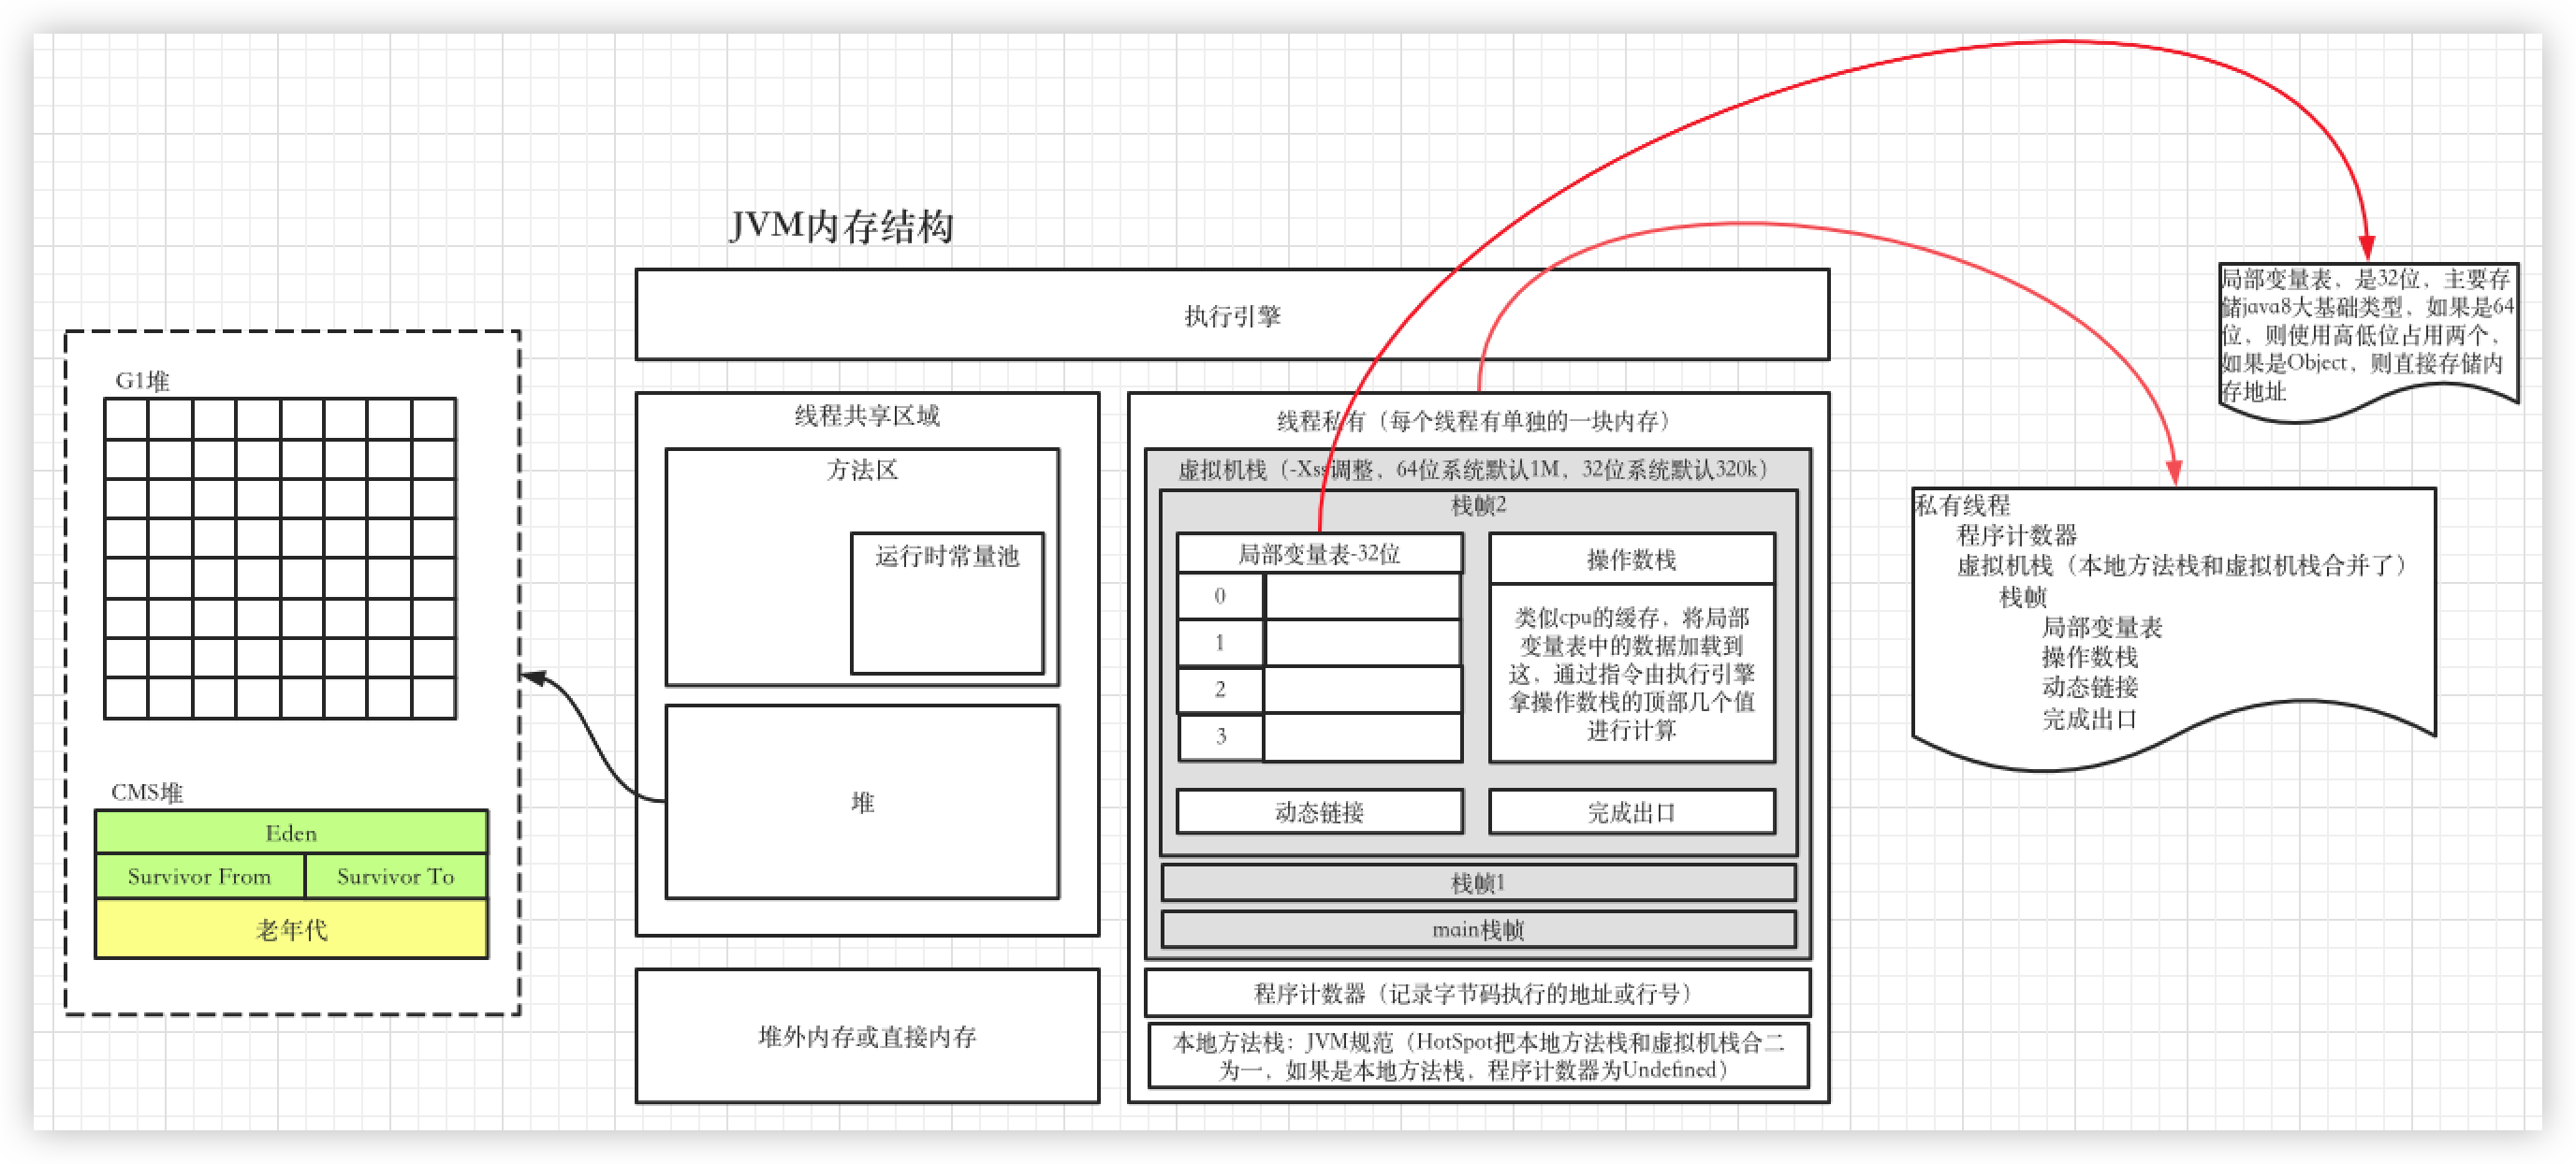 JVM内存结构
执行引擎
G1堆
CMS堆
Eden
Survivor From
Survivor To
老年代
线程共享区域
方法区
运行时常量池
堆
堆外内存或直接内存
线程私有（每个线程有单独的一块内存）
虚拟机栈（-Xss调整，64位系统默认1M，32位系统默认320k）
栈帧2
局部变量表-32位
0
1
2
3
操作数栈
类似cpu的缓存，将局部
变量表中的数据加载到
这，通过指令由执行引擎
拿操作数栈的顶部几个值
进行计算
动态链接
完成出口
栈帧1
main栈帧
程序计数器（记录字节码执行的地址或行号）
本地方法栈：JVM规范（HotSpot把本地方法栈和虚拟机栈合二
为一，如果是本地方法栈，程序计数器为Undefined）
局部变量表，是32位，主要存
储java8大基础类型，如果是64
位，则使用高低位占用两个，
如果是Object，则直接存储内
存地址
私有线程
程序计数器
虚拟机栈（本地方法栈和虚拟机栈合并了）
栈帧
局部变量表
操作数栈
动态链接
完成出口